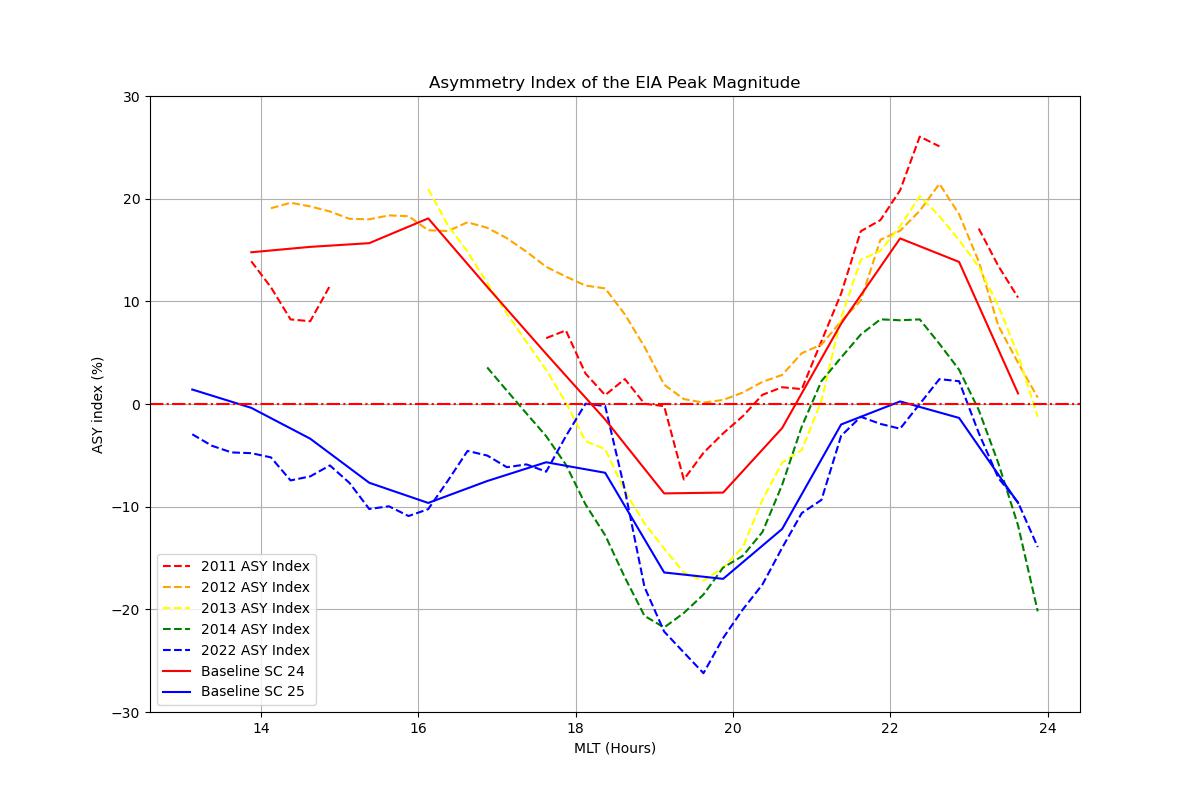 Asymmetry Index of the EIA Peak Magnitude
ASY index (%)
30
20
10
0
−10
−20
−30
2011 ASY Index
2012 ASY Index
2013 ASY Index
2014 ASY Index
2022 ASY Index
Baseline SC 24
Baseline SC 25
14 16 18 20 22 24
MLT (Hours)